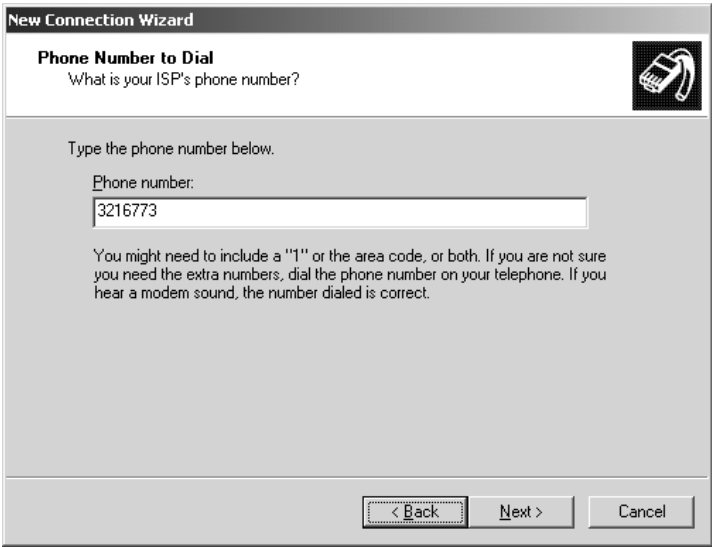 New Connection Wizard
Phone Number to Dial
What is your ISP's phone number?
Type the phone number below.
Phone number:
3216773
You might need to include a "1" or the area code, or both. If you are not sure
you need the extra numbers, dial the phone number on your telephone. If you
hear a modem sound, the number dialed is correct.
< Back
Next >
Cancel